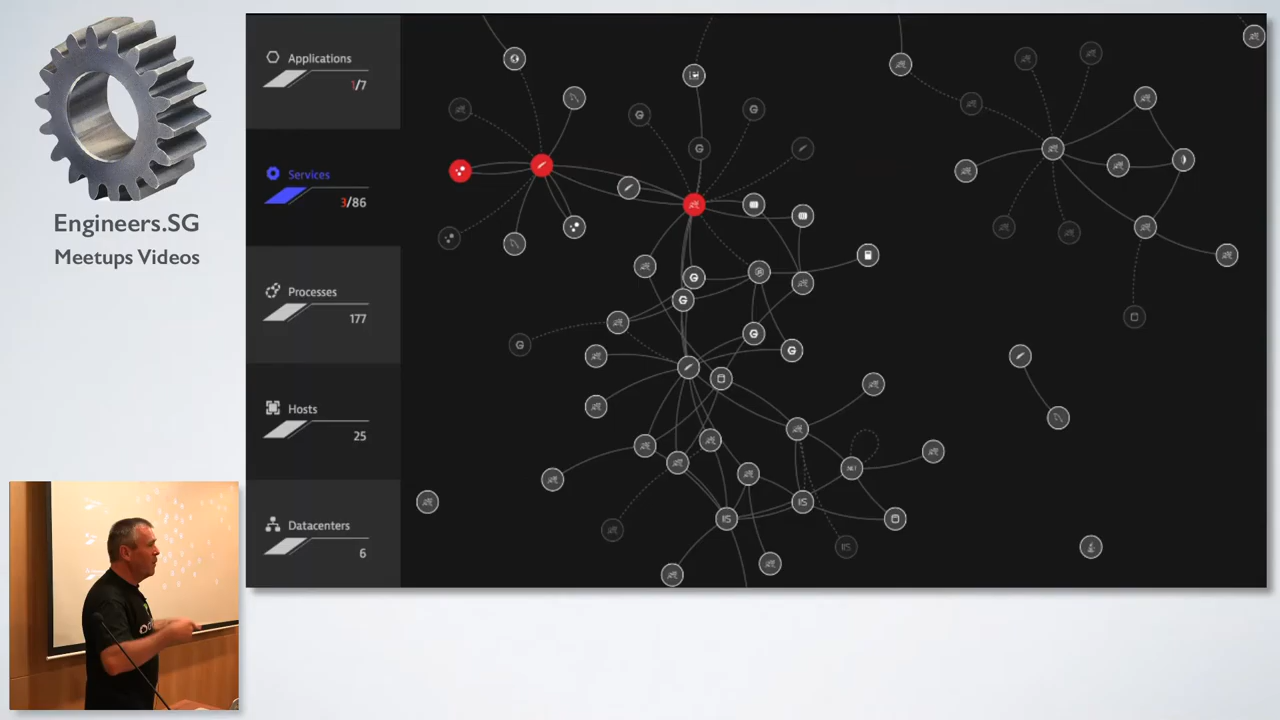 Engineers.SG
Meetups Videos
Applications
1/7
Services
3/86
Processes
177
Hosts
25
Datacenters
6